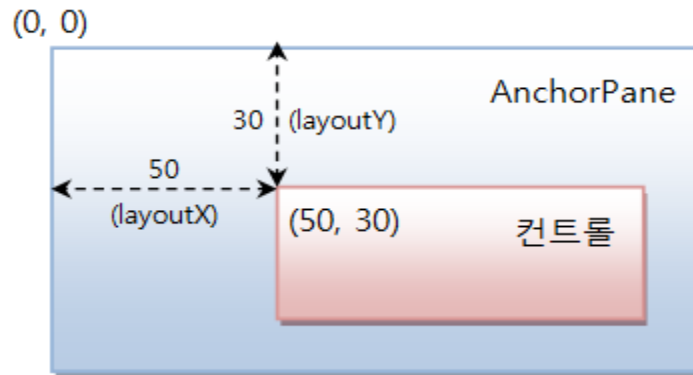 (0, 0)
AnchorPane
30 (layoutY)
50
(layoutX)
(50, 30)
컨트롤